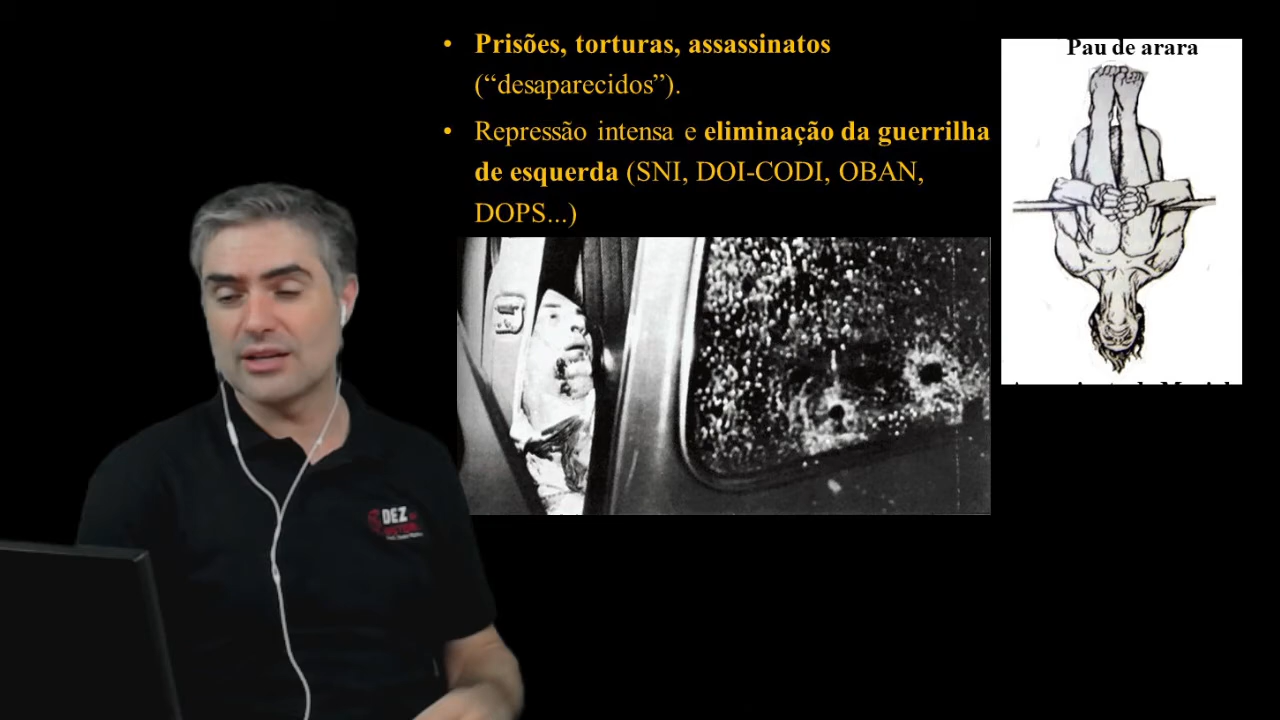 • Prisões, torturas, assassinatos
(“desaparecidos”).
• Repressão intensa e eliminação da guerrilha
de esquerda (SNI, DOI-CODI, OBAN,
DOPS...)
Pau de arara
DEZ